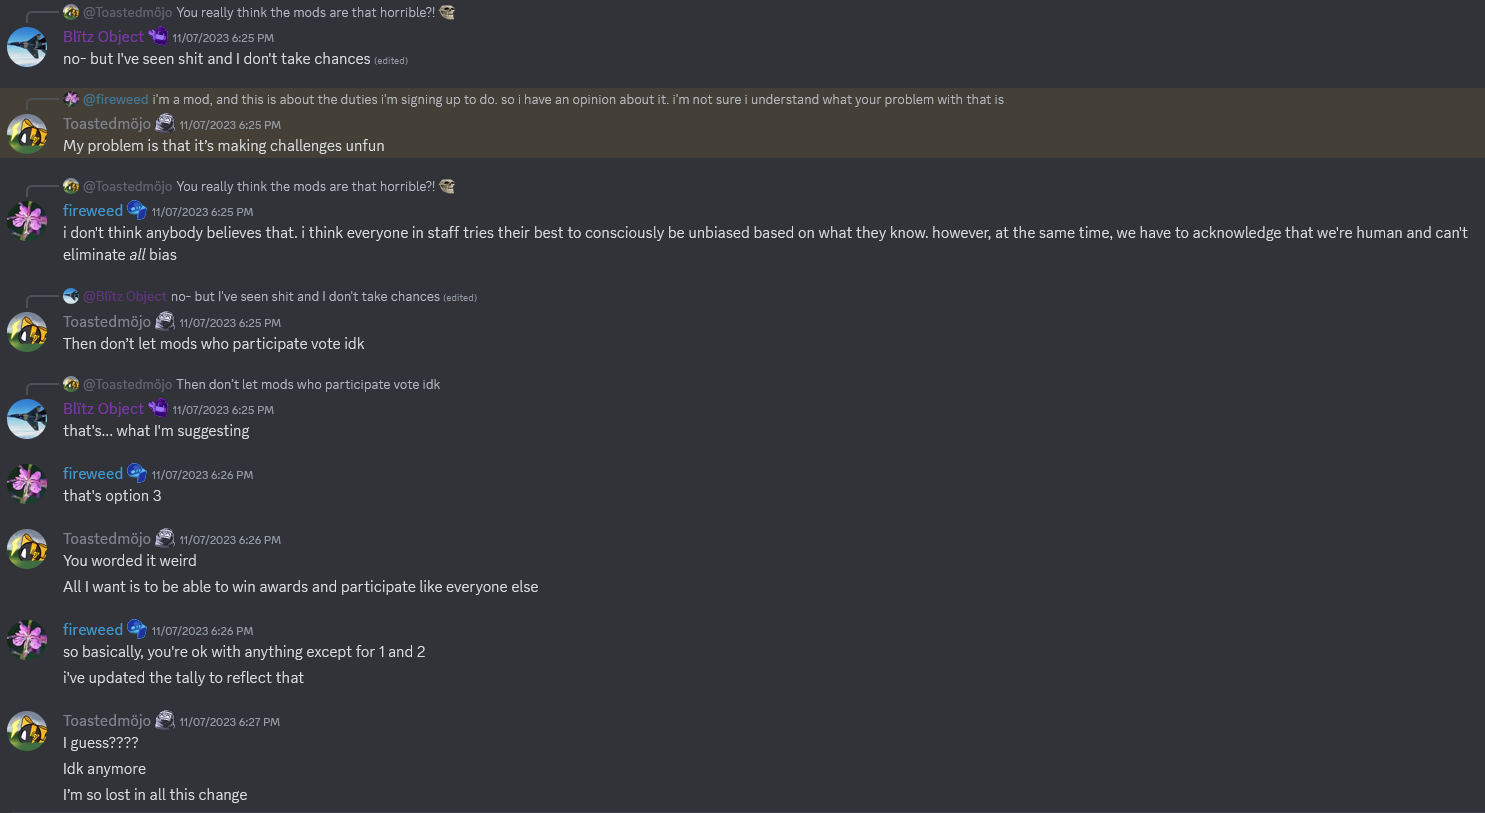 @Toastedmöjo You really think the mods are that horrible?!
Blïtz Object 11/07/2023 6:25 PM
no- but I've seen shit and I don't take chances (edited)
@fireweed i'm a mod, and this is about the duties i'm signing up to do. so i have an opinion about it. i'm not sure i understand what your problem with that is
Toastedmöjo 11/07/2023 6:25 PM
My problem is that it’s making challenges unfun
@Toastedmöjo You really think the mods are that horrible?!
fireweed 11/07/2023 6:25 PM
i don't think anybody believes that. i think everyone in staff tries their best to consciously be unbiased based on what they know. however, at the same time, we have to acknowledge that we're human and can't
eliminate all bias
@Blïtz Object no- but I've seen shit and I don't take chances (edited)
Toastedmöjo 11/07/2023 6:25 PM
Then don’t let mods who participate vote idk
@Toastedmöjo Then don’t let mods who participate vote idk
Blïtz Object 11/07/2023 6:25 PM
that's... what I'm suggesting
fireweed 11/07/2023 6:26 PM
that's option 3
Toastedmöjo 11/07/2023 6:26 PM
You worded it weird
All I want is to be able to win awards and participate like everyone else
fireweed 11/07/2023 6:26 PM
so basically, you're ok with anything except for 1 and 2
i've updated the tally to reflect that
Toastedmöjo 11/07/2023 6:27 PM
I guess????
Idk anymore
I’m so lost in all this change